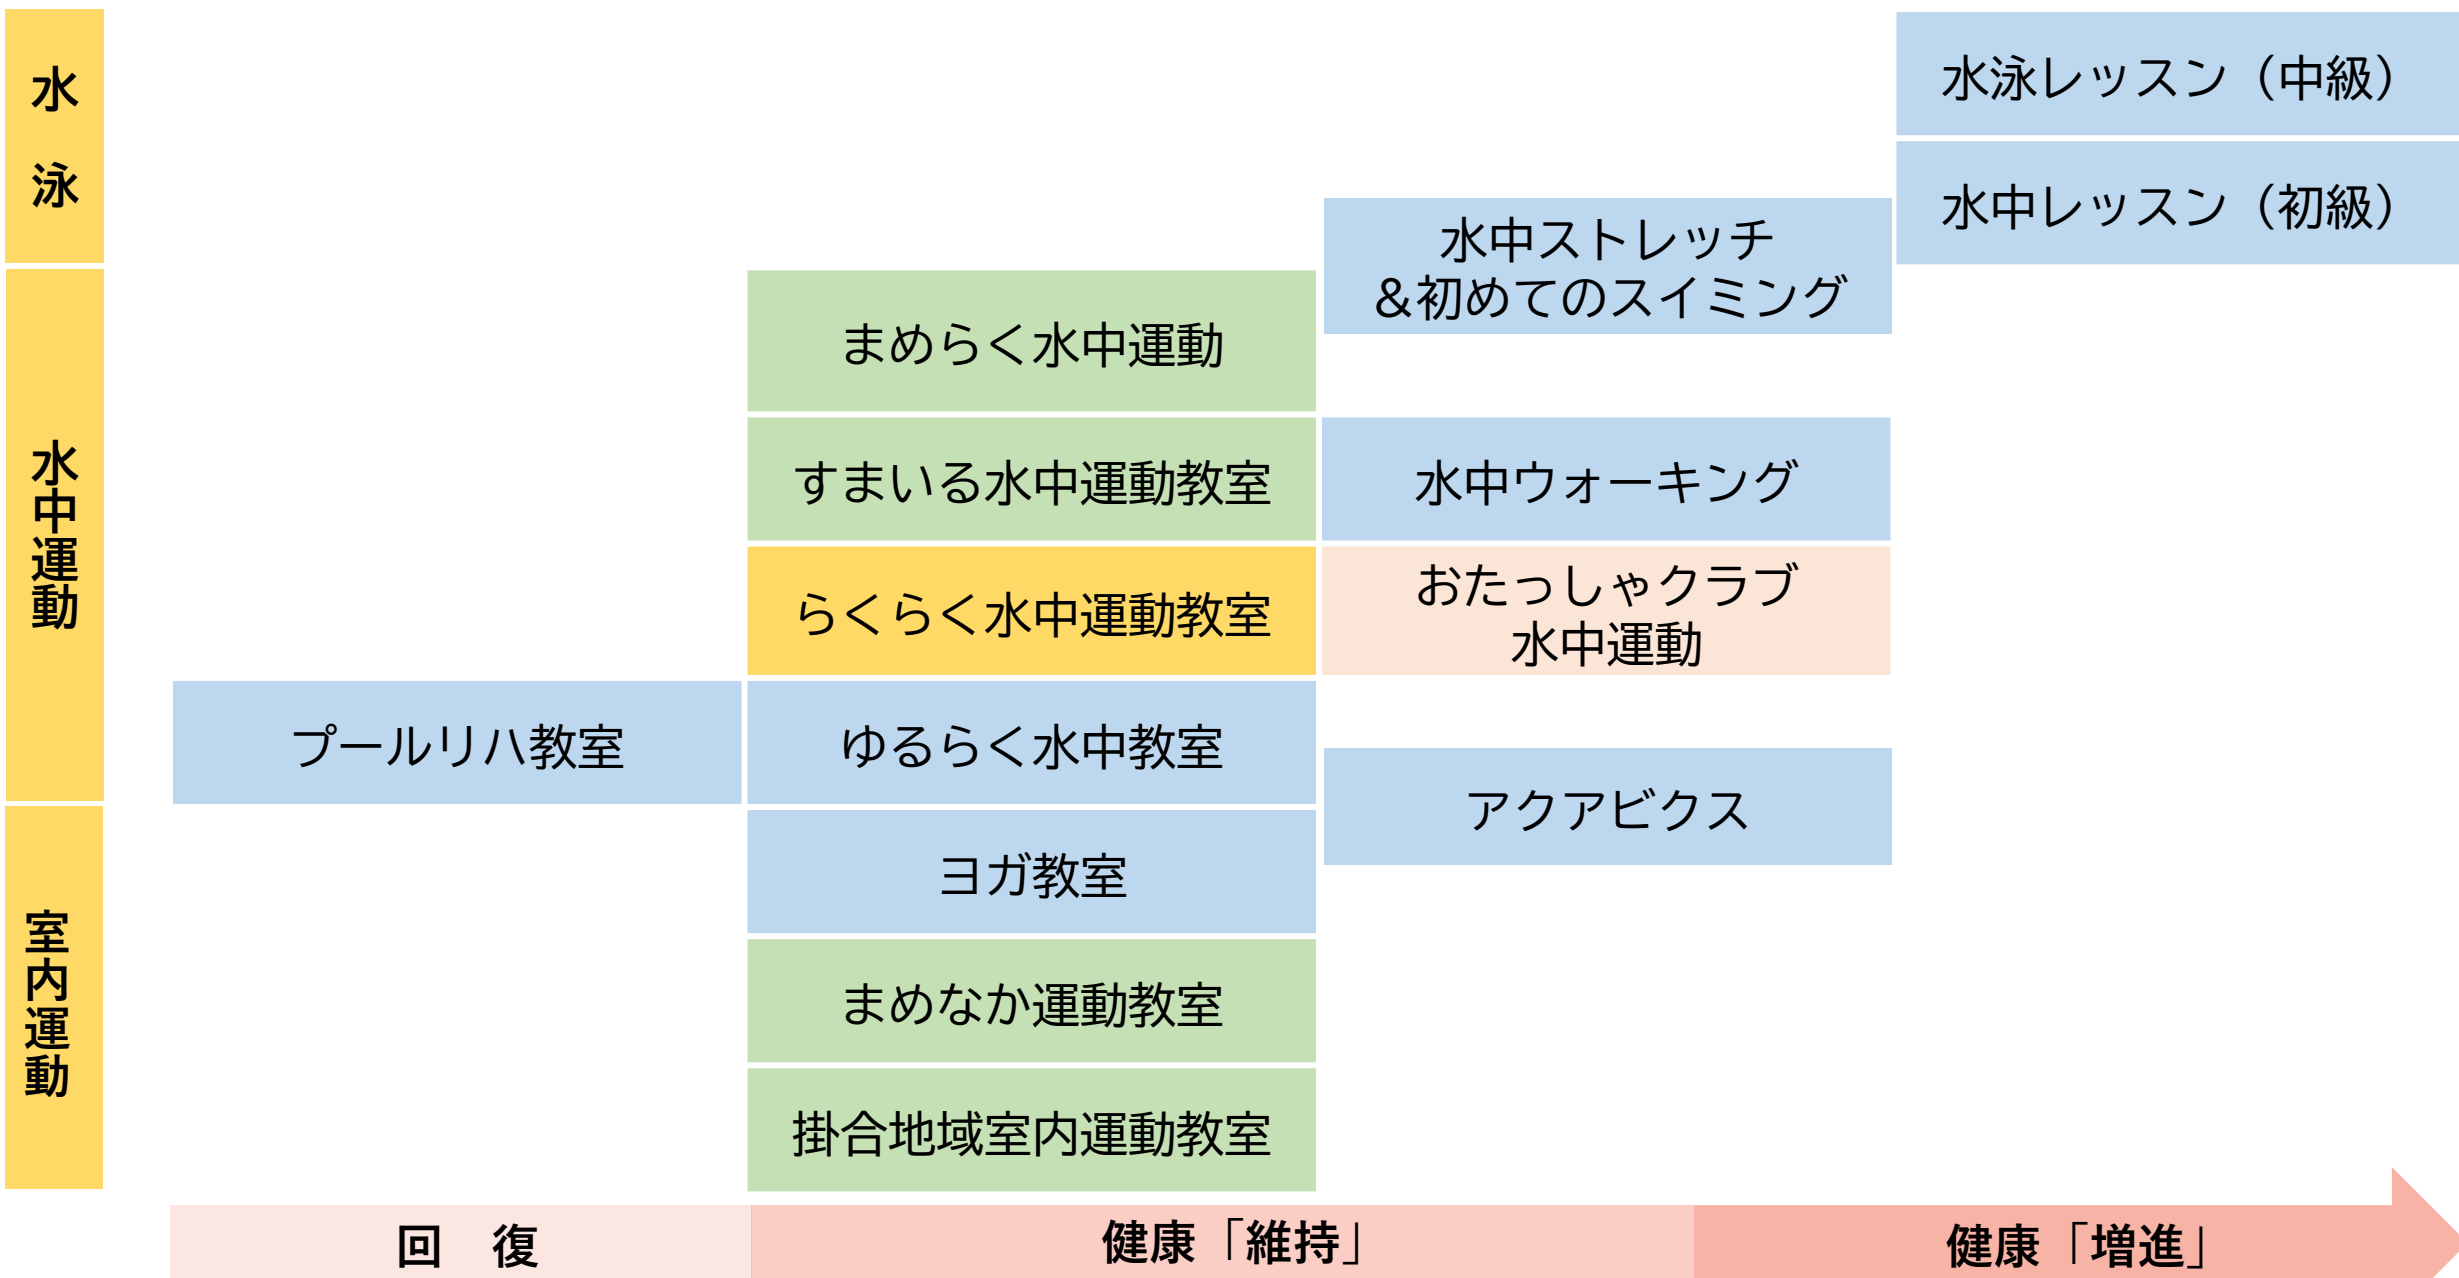 水 泳
水泳レッスン（中級）
水中レッスン（初級）
水中ストレッチ
＆初めてのスイミング
水中運動
まめらく水中運動
すまいる水中運動教室
水中ウォーキング
らくらく水中運動教室
おたっしゃクラブ
水中運動
プールリハ教室
ゆるらく水中教室
アクアビクス
室内運動
ヨガ教室
まめなか運動教室
掛合地域室内運動教室
回 復
健康「維持」
健康「増進」